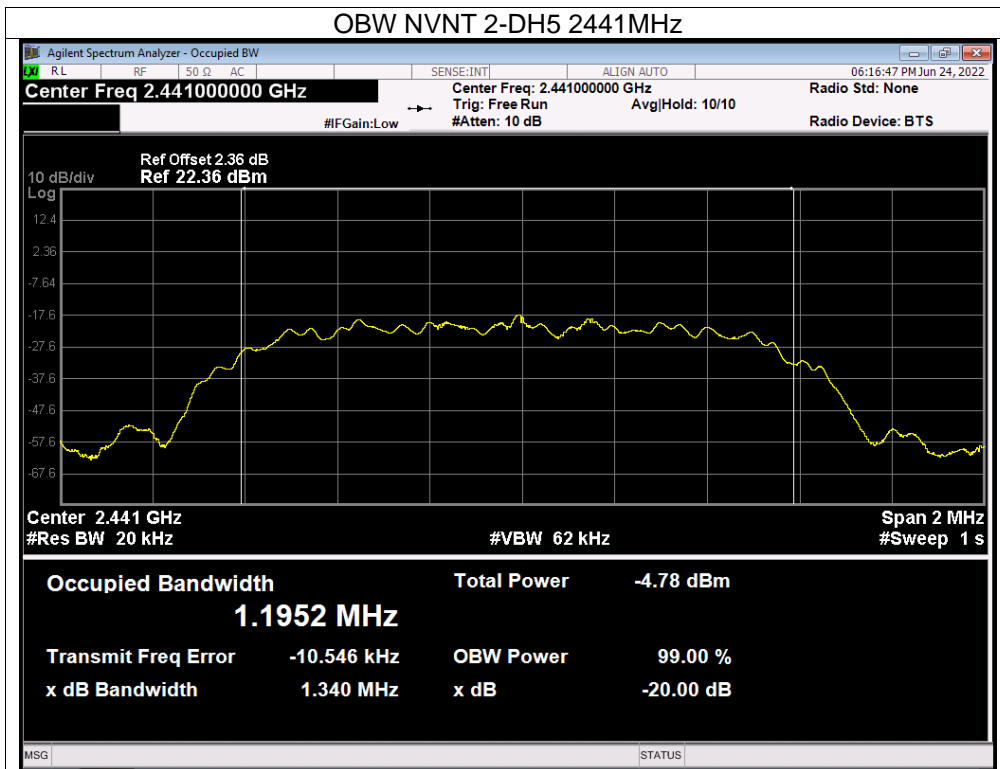 OBW NVNT 2-DH5 2441MHz
Agilent Spectrum Analyzer - Occupied BW
LXI RL RF 50 Ω AC SENSE:INT ALIGN AUTO 06:16:47 PM Jun 24, 2022
Center Freq 2.441000000 GHz Center Freq: 2.441000000 GHz Radio Std: None
Trig: Free Run Avg|Hold: 10/10
#IFGain:Low #Atten: 10 dB Radio Device: BTS
Ref Offset 2.36 dB
10 dB/div Ref 22.36 dBm
Log
12.4
2.36
-7.64
-17.6
-27.6
-37.6
-47.6
-57.6
-67.6
Center 2.441 GHz Span 2 MHz
#Res BW 20 kHz #VBW 62 kHz #Sweep 1 s
Occupied Bandwidth Total Power -4.78 dBm
1.1952 MHz
Transmit Freq Error -10.546 kHz OBW Power 99.00 %
x dB Bandwidth 1.340 MHz x dB -20.00 dB
MSG STATUS